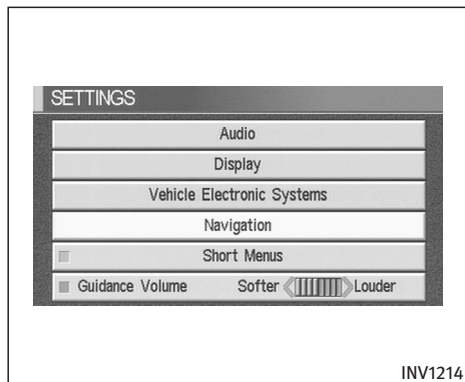 SETTINGS
Audio
Display
Vehicle Electronic Systems
Navigation
Short Menus
Guidance Volume Softer Louder
INV1214